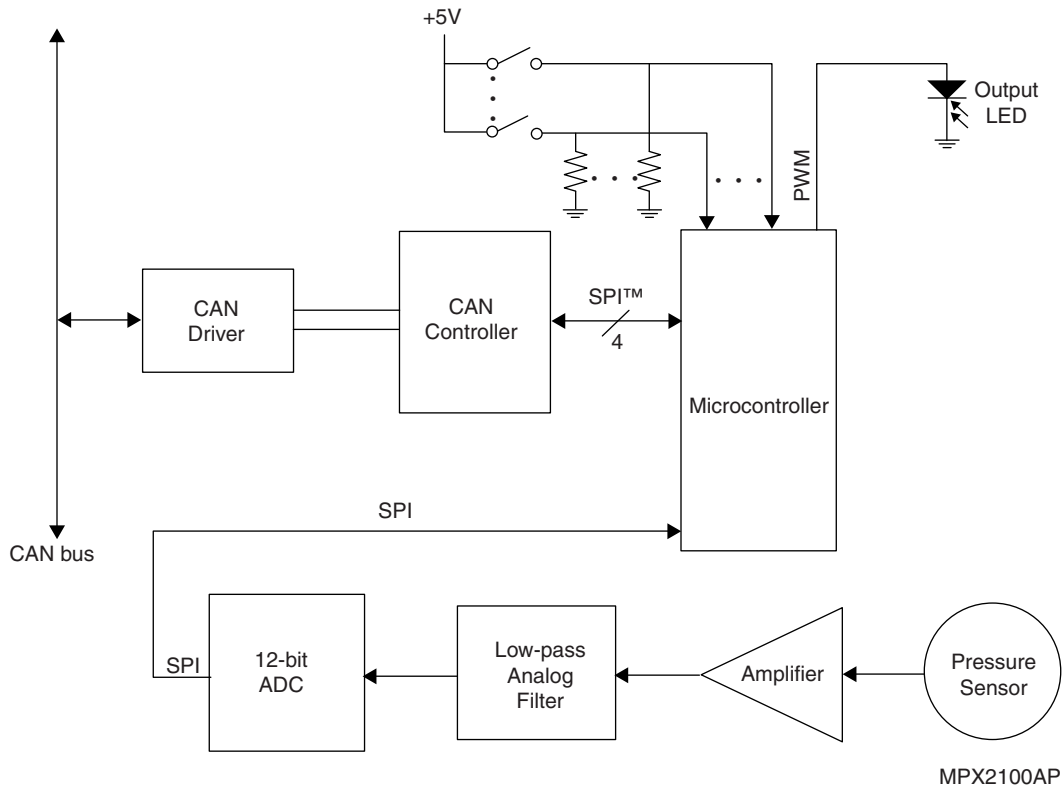 +5V
Output
LED
PWM
CAN
Driver
CAN
Controller
SPI™
4
Microcontroller
SPI
CAN bus
SPI
12-bit
ADC
Low-pass
Analog
Filter
Amplifier
Pressure
Sensor
MPX2100AP